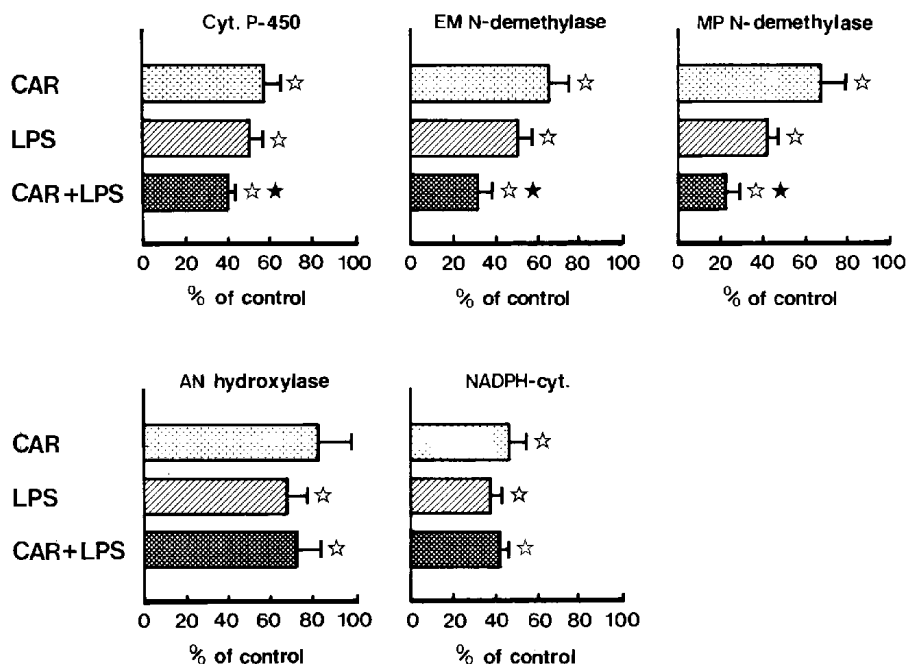 Cyt. P-450 EM N-demethylase MP N-demethylase
CAR ☆ ☆ ☆
LPS ☆ ☆ ☆
CAR+LPS ☆ ★ ☆ ★ ☆ ★
0 20 40 60 80 100 0 20 40 60 80 100 0 20 40 60 80 100
% of control % of control % of control
AN hydroxylase NADPH-cyt.
CAR ☆
LPS ☆ ☆
CAR+LPS ☆ ☆
0 20 40 60 80 100 0 20 40 60 80 100
% of control % of control